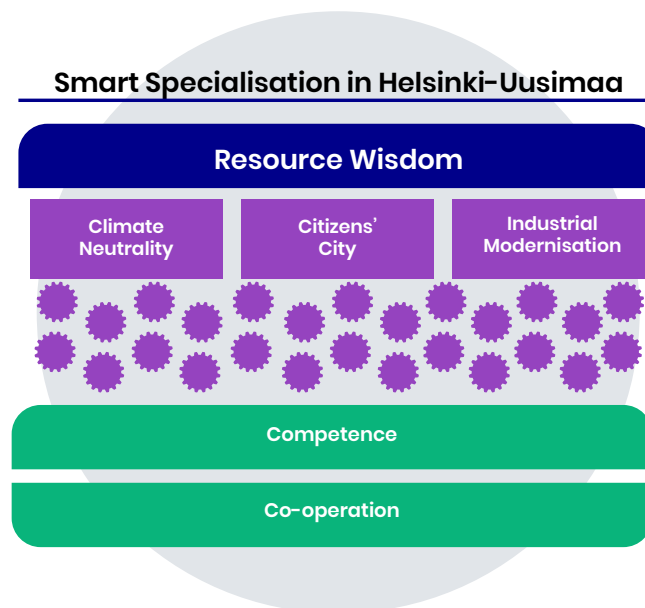 Smart Specialisation in Helsinki-Uusimaa
Resource Wisdom
Climate
Neutrality
Citizens’
City
Industrial
Modernisation
Competence
Co-operation